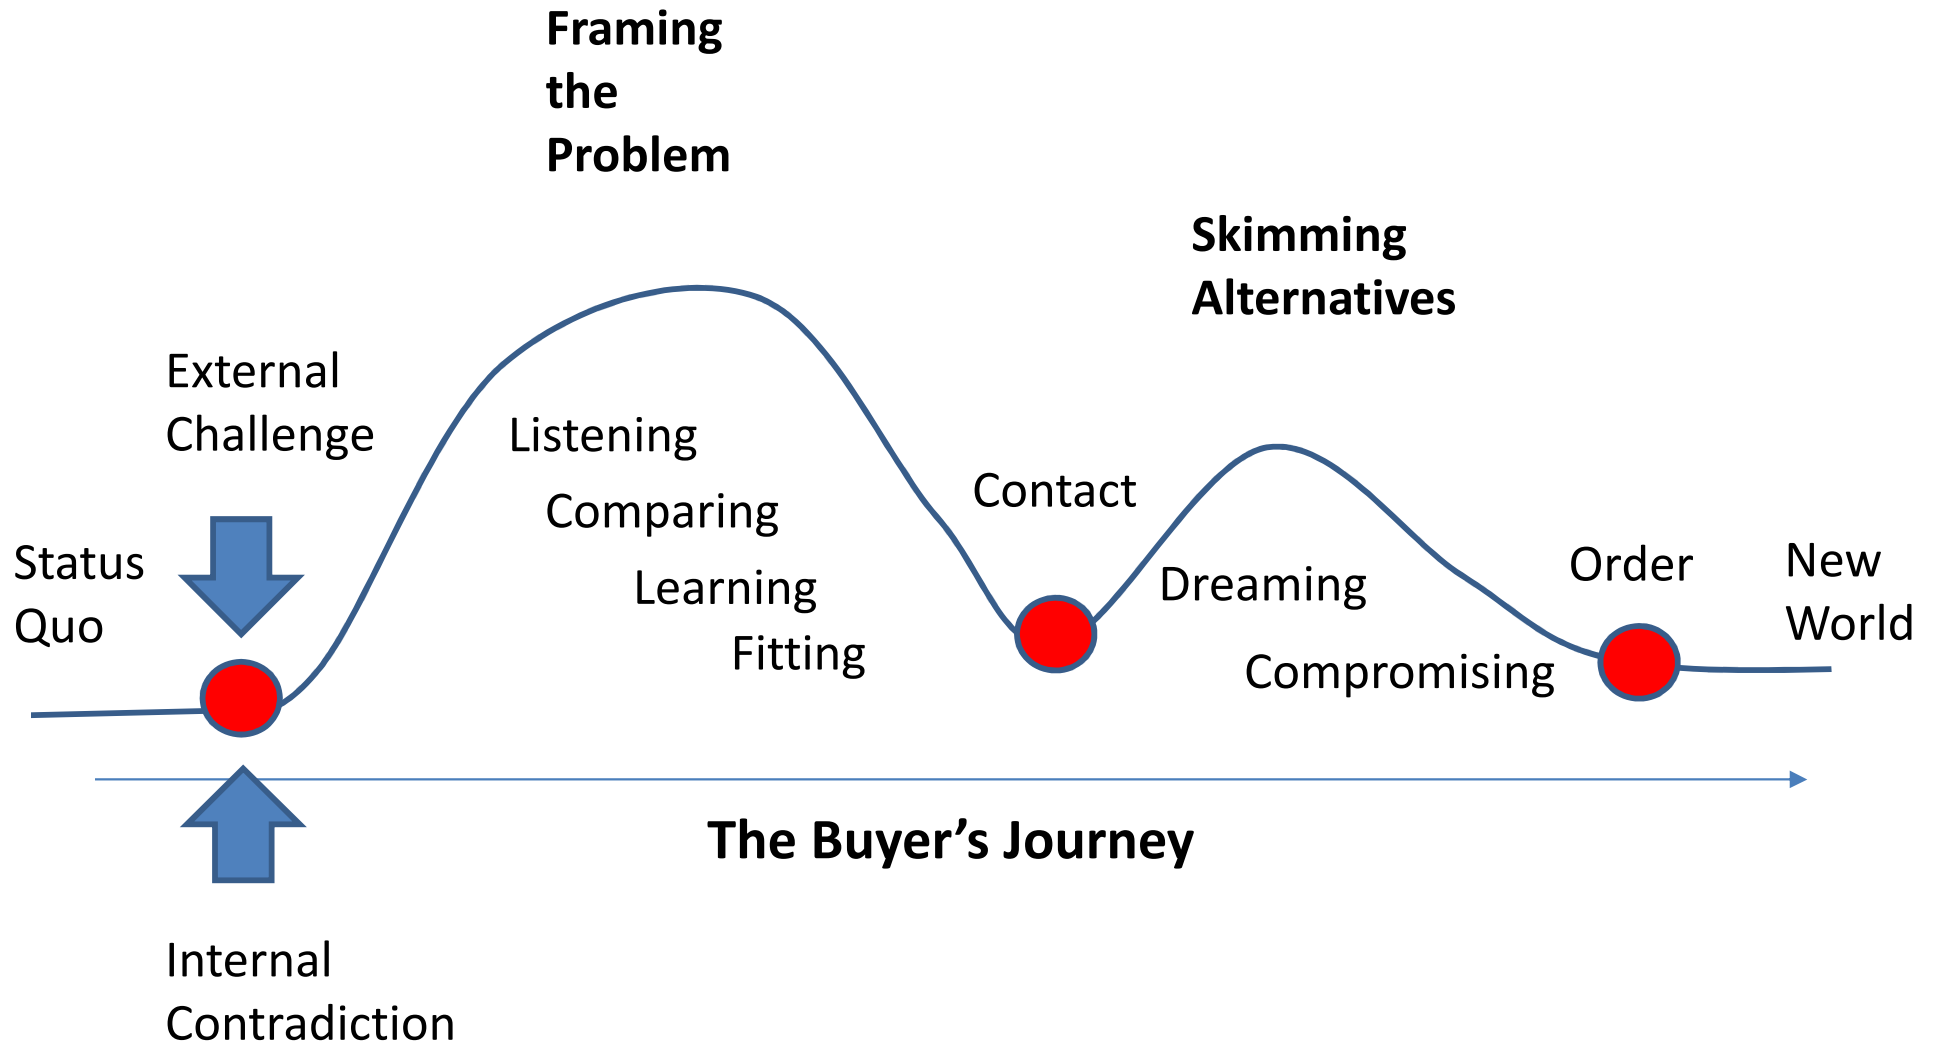 Framing
the
Problem
Skimming
Alternatives
External
Challenge
Listening
Comparing
Learning
Fitting
Contact
Dreaming
Compromising
Status
Quo
Order
New
World
The Buyer’s Journey
Internal
Contradiction